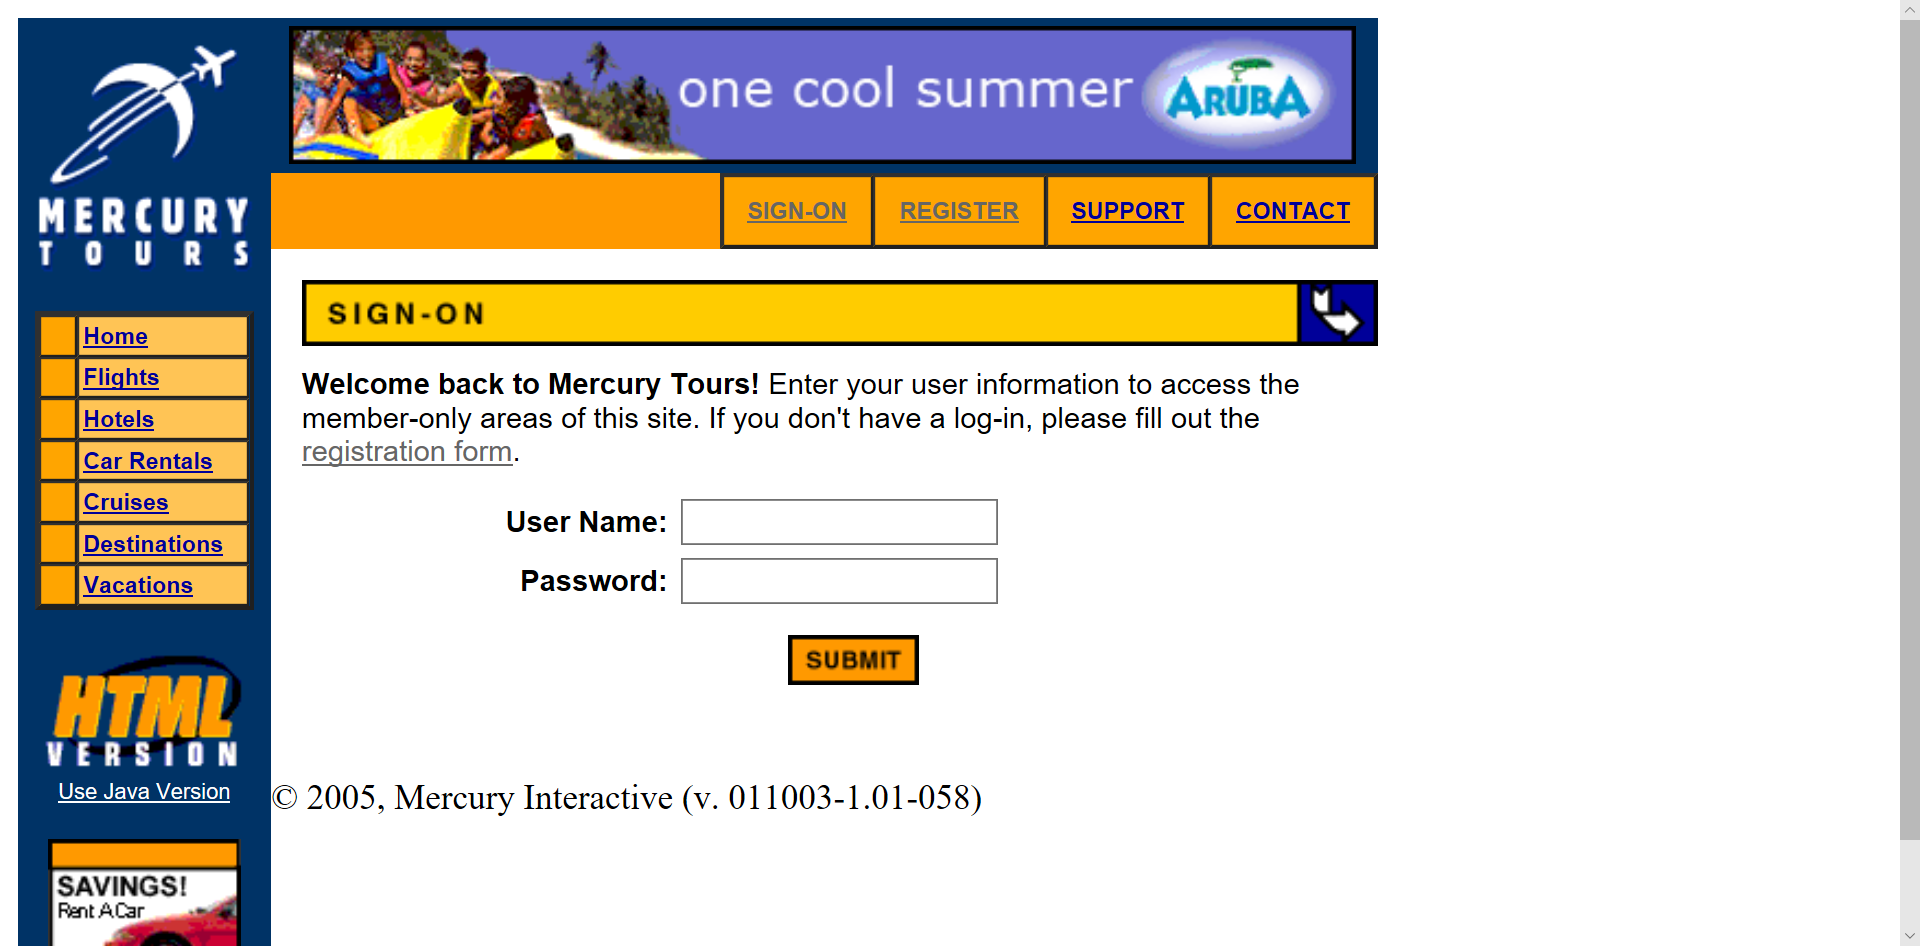 one cool summer ARUBA
MERCURY
TOURS
SIGN-ON REGISTER SUPPORT CONTACT
SIGN-ON
Home
Flights
Hotels
Car Rentals
Cruises
Destinations
Vacations
Welcome back to Mercury Tours! Enter your user information to access the
member-only areas of this site. If you don't have a log-in, please fill out the
registration form.
User Name:
Password:
SUBMIT
HTML
VERSION
Use Java Version
© 2005, Mercury Interactive (v. 011003-1.01-058)
SAVINGS!
Rent A Car